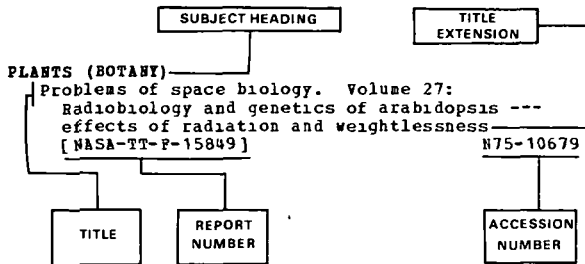 SUBJECT HEADING
TITLE
EXTENSION
PLANTS (BOTANY)
Problems of space biology. Volume 27:
Radiobiology and genetics of arabidopsis ---
effects of radiation and weightlessness
[NASA-TT-F-15849] N75-10679
TITLE
REPORT
NUMBER
ACCESSION
NUMBER